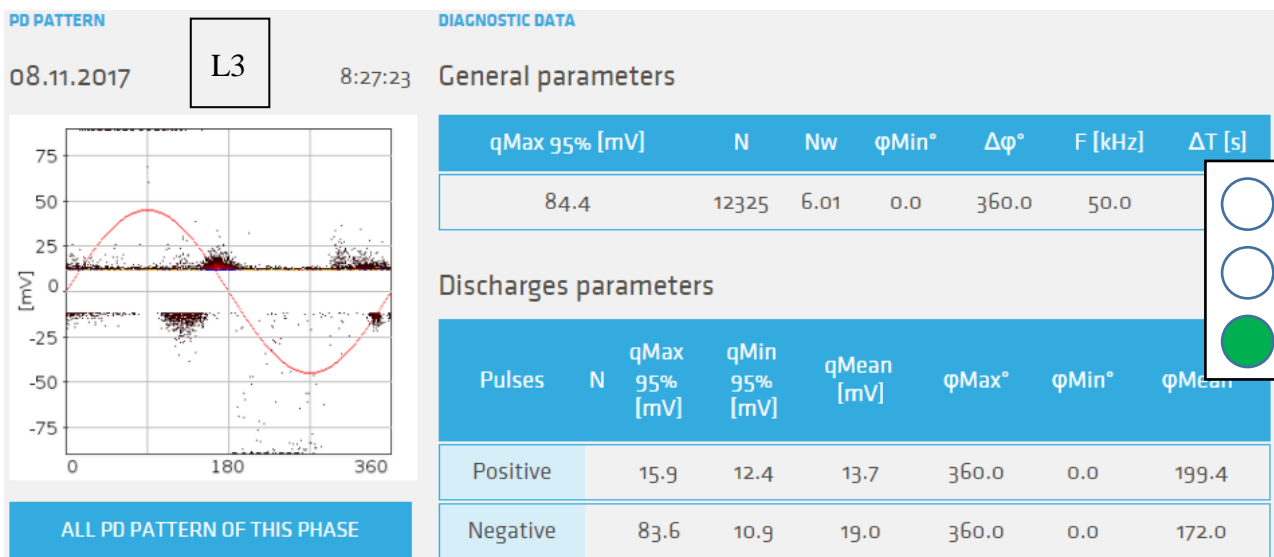 PD PATTERN
DIAGNOSTIC DATA
08.11.2017 L3 8:27:23
General parameters
qMax 95% [mV] N Nw φMin° Δφ° F [kHz] ΔT [s]
84.4 12325 6.01 0.0 360.0 50.0
Discharges parameters
Pulses N qMax 95% [mV] qMin 95% [mV] qMean [mV] φMax° φMin° φMean
Positive 15.9 12.4 13.7 360.0 0.0 199.4
Negative 83.6 10.9 19.0 360.0 0.0 172.0
[mV]
75
50
25
0
-25
-50
-75
0 180 360
ALL PD PATTERN OF THIS PHASE